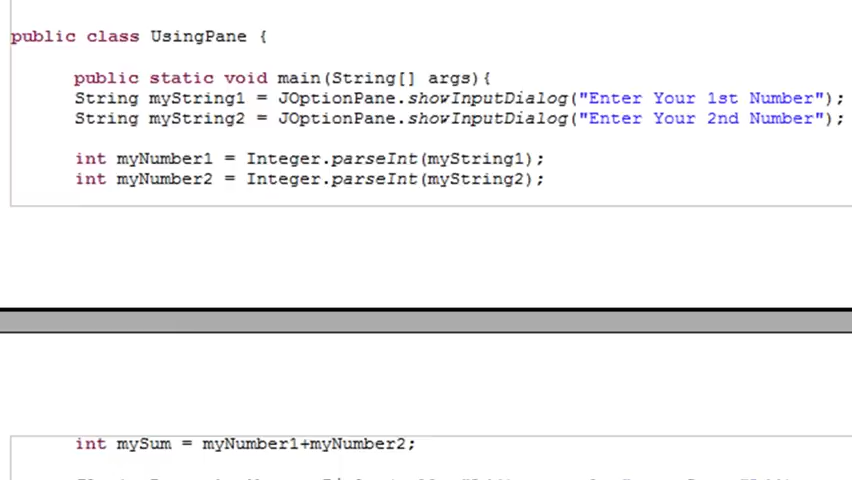 public class UsingPane {
public static void main(String[] args){
String myString1 = JOptionPane.showInputDialog("Enter Your 1st Number");
String myString2 = JOptionPane.showInputDialog("Enter Your 2nd Number");
int myNumber1 = Integer.parseInt(myString1);
int myNumber2 = Integer.parseInt(myString2);
int mySum = myNumber1+myNumber2;